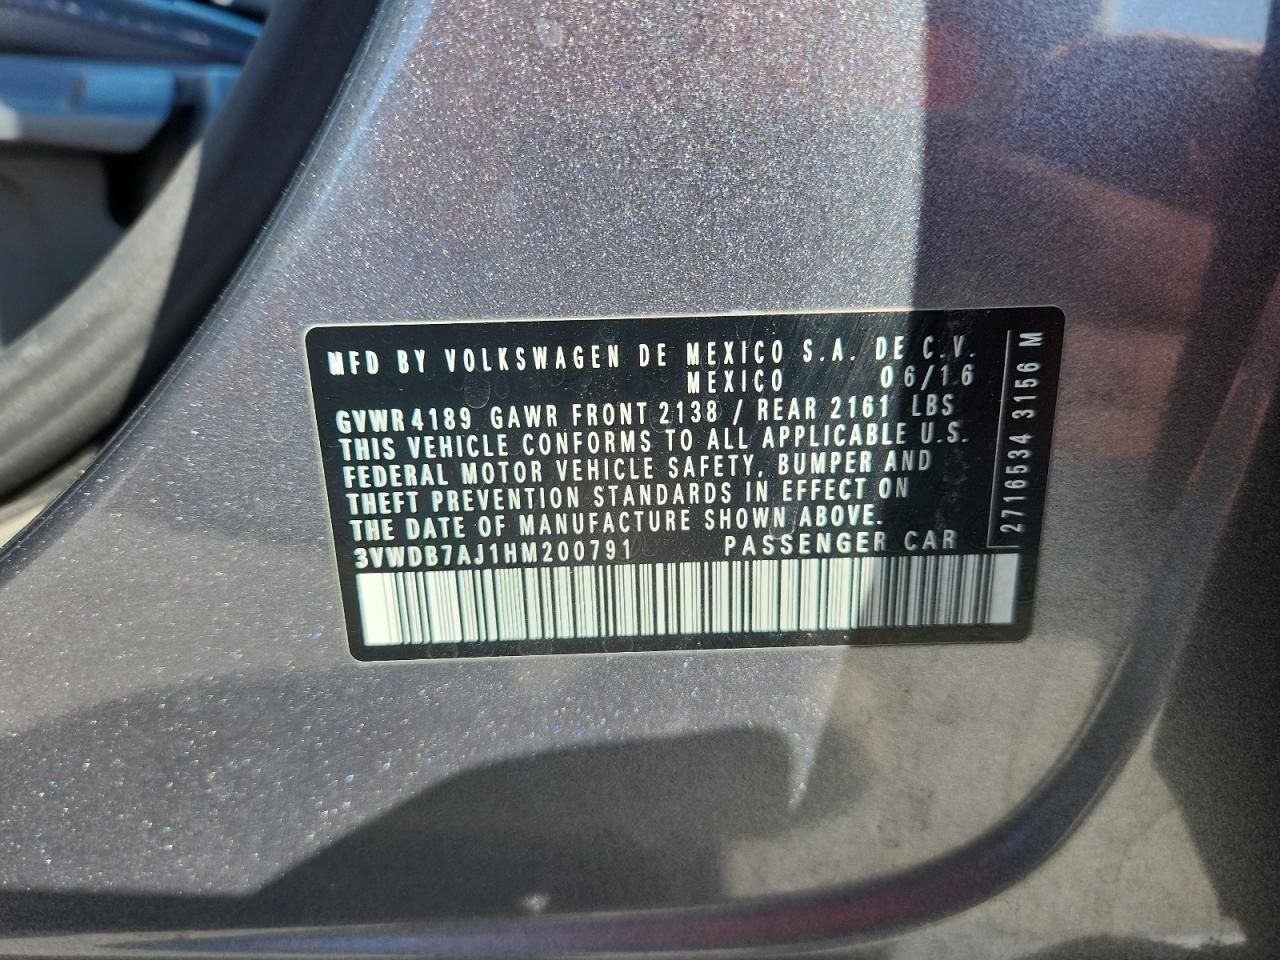 MFD BY VOLKSWAGEN DE MEXICO S.A. DE C.V.
MEXICO 06/16
GVWR 4189 GAWR FRONT 2138 / REAR 2161 LBS
THIS VEHICLE CONFORMS TO ALL APPLICABLE U.S.
FEDERAL MOTOR VEHICLE SAFETY, BUMPER AND
THEFT PREVENTION STANDARDS IN EFFECT ON
THE DATE OF MANUFACTURE SHOWN ABOVE.
3VWDB7AJ1HM200791 PASSENGER CAR
2716534 3156 M